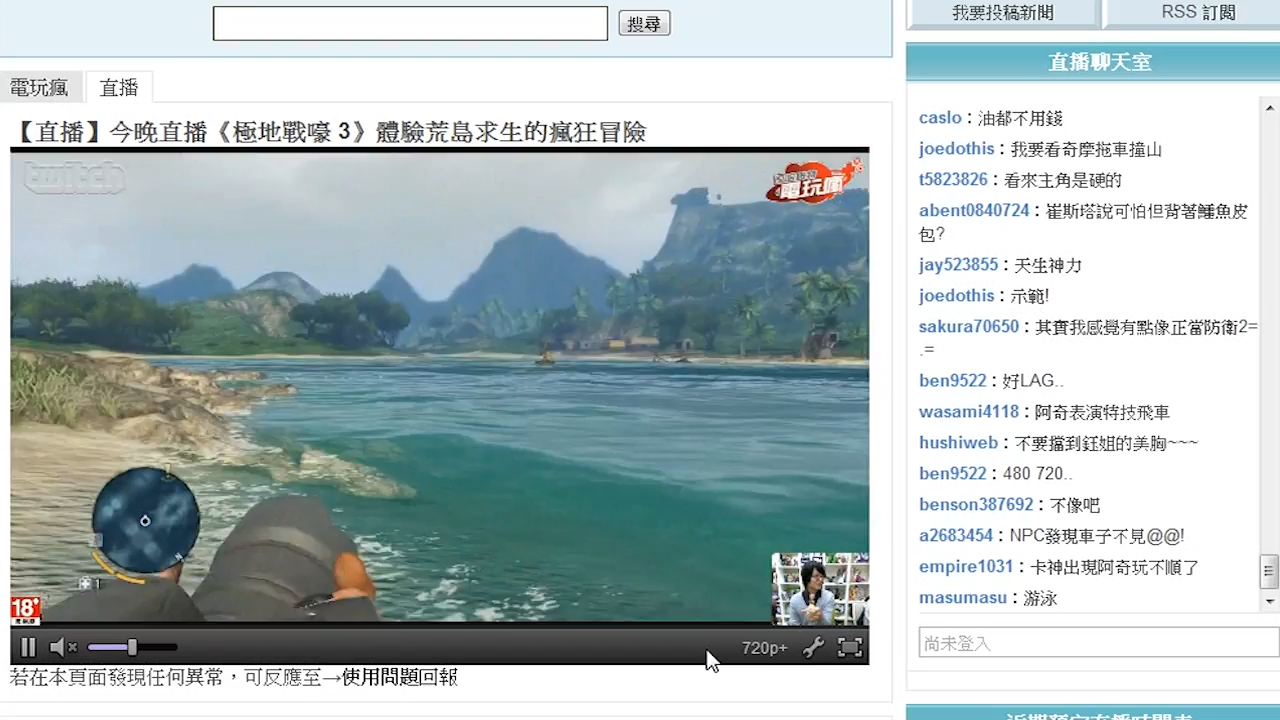 搜尋
我要投稿新聞
RSS 訂閱
電玩瘋
直播
【直播】今晚直播《極地戰嚎 3》體驗荒島求生的瘋狂冒險
twitch
電玩瘋
1
18+
720p+
若在本頁面發現任何異常，可反應至→使用問題回報
直播聊天室
caslo：油都不用錢
joedothis：我要看奇摩拖車撞山
t5823826：看來主角是硬的
abent0840724：崔斯塔說可怕但背著鱷魚皮
包?
jay523855：天生神力
joedothis：示範!
sakura70650：其實我感覺有點像正當防衛2=
.=
ben9522：好LAG..
wasami4118：阿奇表演特技飛車
hushiweb：不要擋到鈺姐的美胸~~~
ben9522：480 720..
benson387692：不像吧
a2683454：NPC發現車子不見@@!
empire1031：卡神出現阿奇玩不順了
masumasu：游泳
尚未登入